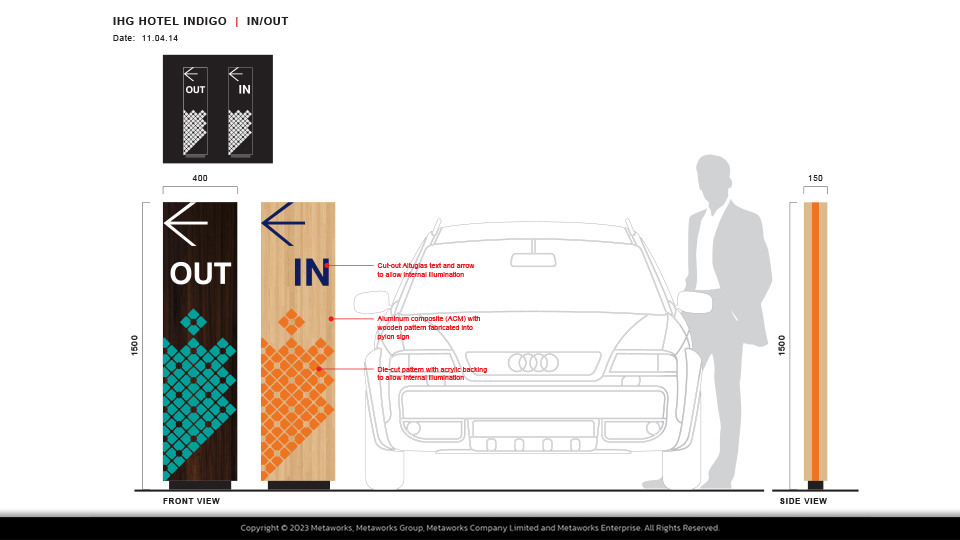 IHG HOTEL INDIGO | IN/OUT
Date: 11.04.14
OUT
IN
400
150
OUT
IN
Cut-out Altuglas text and arrow
to allow internal illumination
Aluminum composite (ACM) with
wooden pattern fabricated into
pylon sign
Die-cut pattern with acrylic backing
to allow internal illumination
1500
1500
FRONT VIEW
SIDE VIEW
Copyright © 2023 Metaworks, Metaworks Group, Metaworks Company Limited and Metaworks Enterprise. All Rights Reserved.